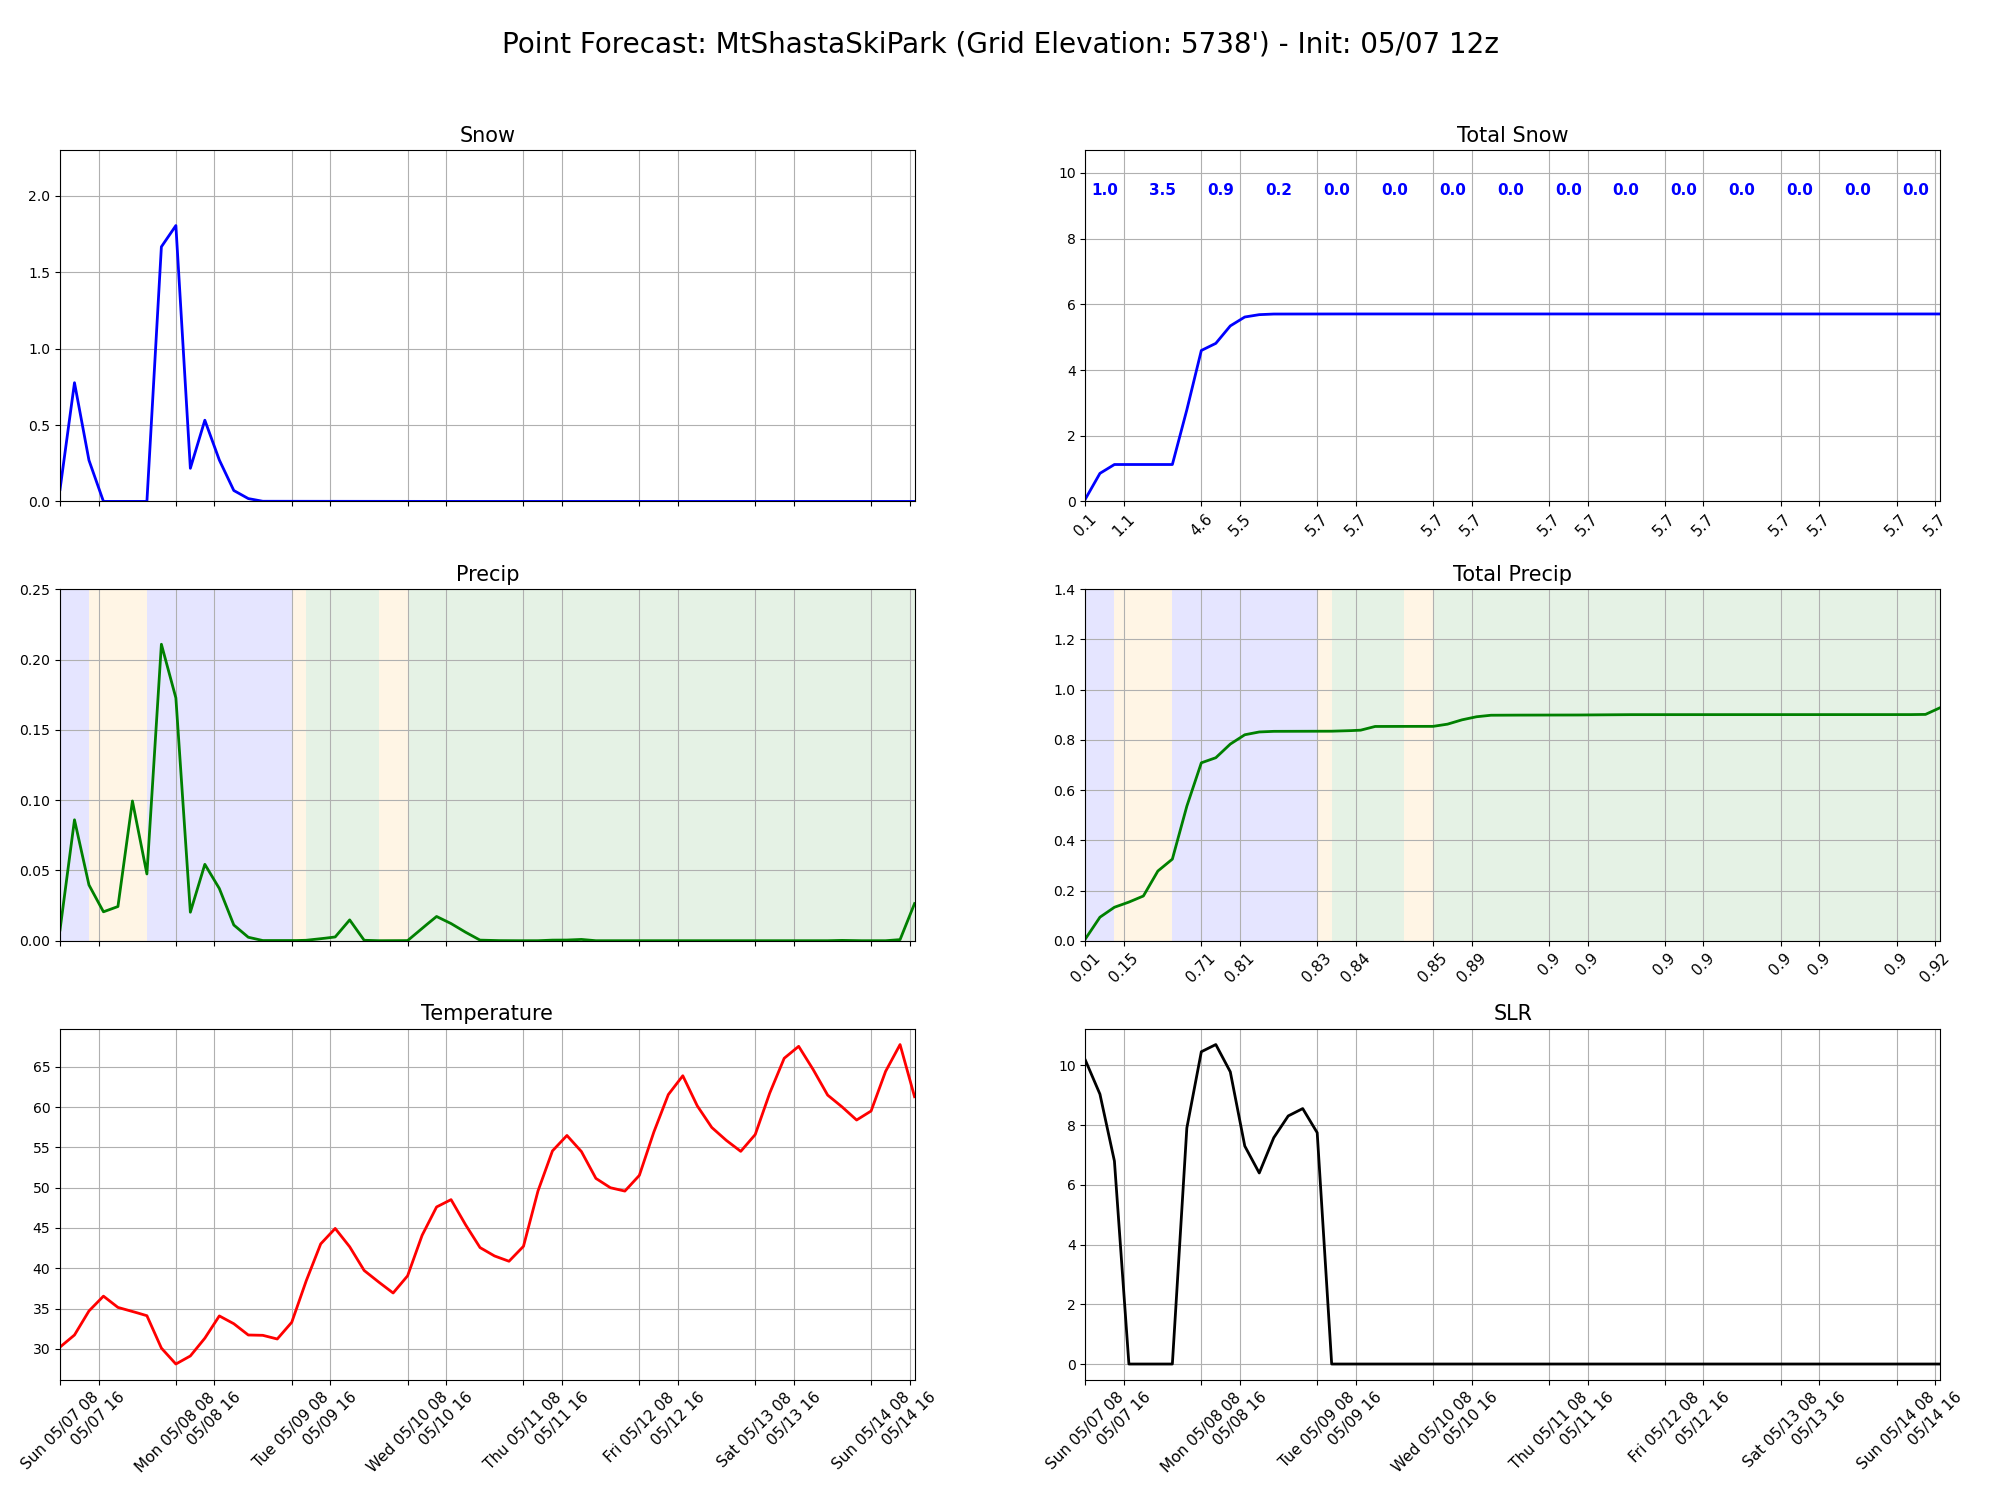 Point Forecast: MtShastaSkiPark (Grid Elevation: 5738') - Init: 05/07 12z
Snow
2.0
1.5
1.0
0.5
0.0
Total Snow
10
8
6
4
2
0
1.0 3.5 0.9 0.2 0.0 0.0 0.0 0.0 0.0 0.0 0.0 0.0 0.0 0.0 0.0
0.1 1.1 4.6 5.5 5.7 5.7 5.7 5.7 5.7 5.7 5.7 5.7 5.7 5.7 5.7 5.7
Precip
0.25
0.20
0.15
0.10
0.05
0.00
Total Precip
1.4
1.2
1.0
0.8
0.6
0.4
0.2
0.0
0.01 0.15 0.71 0.81 0.83 0.84 0.85 0.89 0.9 0.9 0.9 0.9 0.9 0.9 0.9 0.92
Temperature
65
60
55
50
45
40
35
30
Sun 05/07 08
05/07 16
Mon 05/08 08
05/08 16
Tue 05/09 08
05/09 16
Wed 05/10 08
05/10 16
Thu 05/11 08
05/11 16
Fri 05/12 08
05/12 16
Sat 05/13 08
05/13 16
Sun 05/14 08
05/14 16
SLR
10
8
6
4
2
0
Sun 05/07 08
05/07 16
Mon 05/08 08
05/08 16
Tue 05/09 08
05/09 16
Wed 05/10 08
05/10 16
Thu 05/11 08
05/11 16
Fri 05/12 08
05/12 16
Sat 05/13 08
05/13 16
Sun 05/14 08
05/14 16